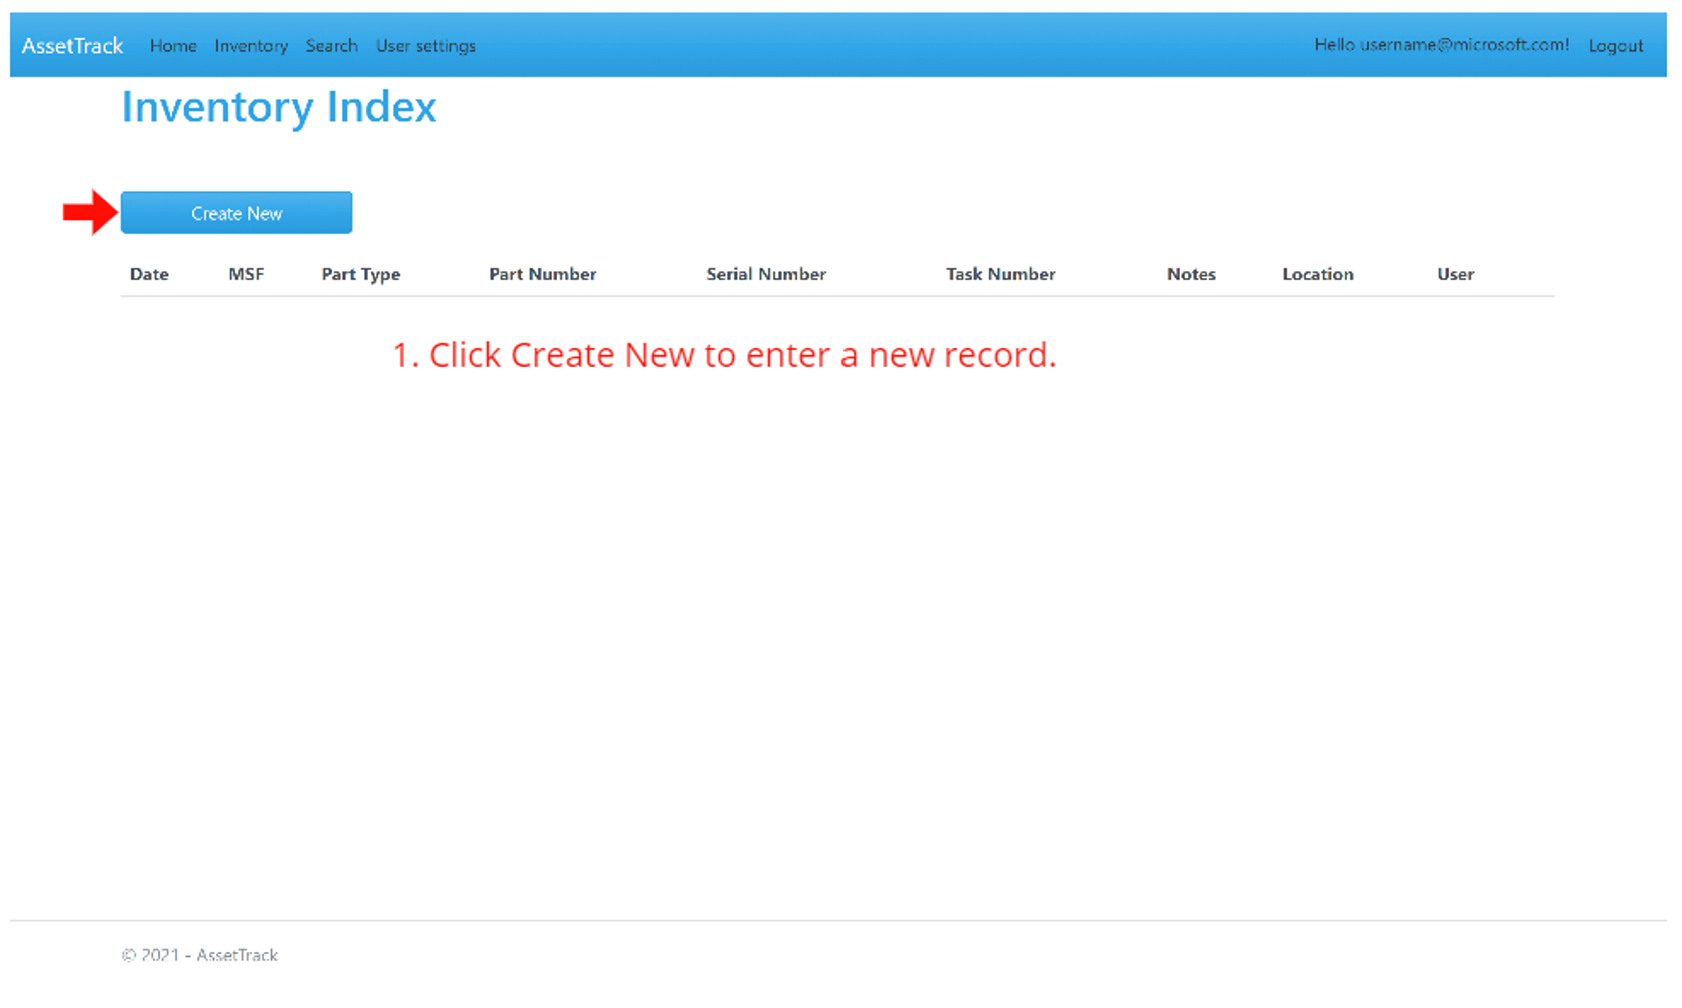 AssetTrack Home Inventory Search User settings Hello username@microsoft.com! Logout
Inventory Index
Create New
Date MSF Part Type Part Number Serial Number Task Number Notes Location User
1. Click Create New to enter a new record.
© 2021 - AssetTrack